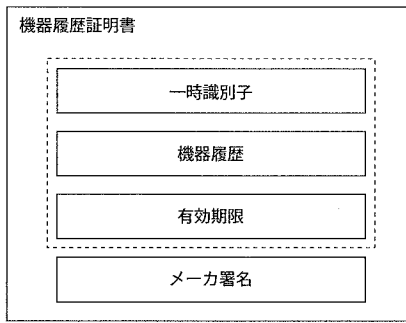 機器履歴証明書
一時識別子
機器履歴
有効期限
メーカ署名